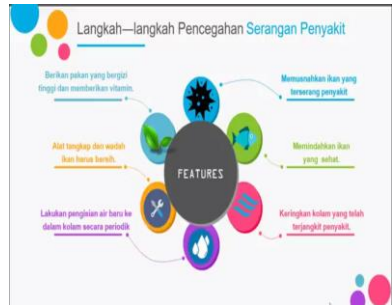 Langkah—langkah Pencegahan Serangan Penyakit
Berikan pakan yang bergizi
tinggi dan memberikan vitamin.
Alat tangkap dan wadah
ikan harus bersih.
Lakukan pengisian air baru ke
dalam kolam secara periodik
FEATURES
Memusnahkan ikan yang
terserang penyakit
Memindahkan ikan
yang sehat.
Keringkan kolam yang telah
terjangkit penyakit.